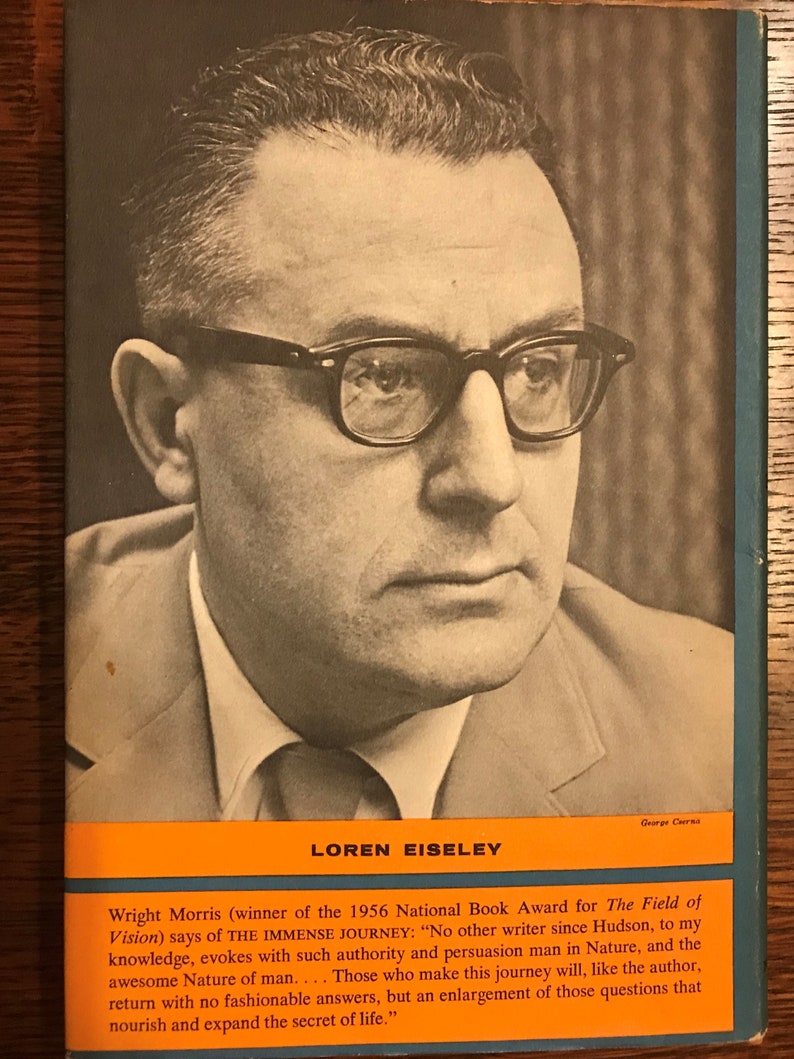 George Cserna
LOREN EISELEY
Wright Morris (winner of the 1956 National Book Award for The Field of
Vision) says of THE IMMENSE JOURNEY: “No other writer since Hudson, to my
knowledge, evokes with such authority and persuasion man in Nature, and the
awesome Nature of man. . . . Those who make this journey will, like the author,
return with no fashionable answers, but an enlargement of those questions that
nourish and expand the secret of life.”